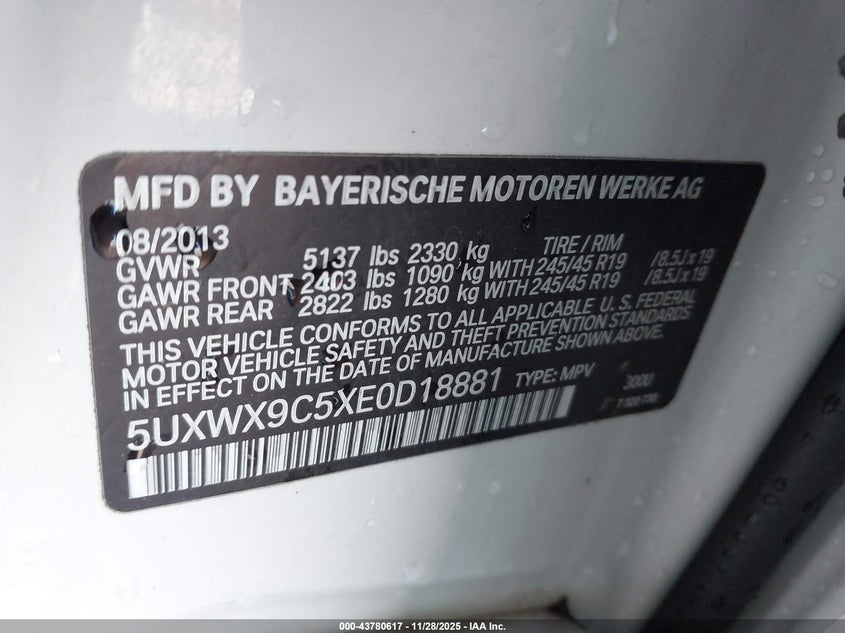 MFD BY BAYERISCHE MOTOREN WERKE AG
08/2013
GVWR 5137 lbs 2330 kg TIRE / RIM
GAWR FRONT 2403 lbs 1090 kg WITH 245/45 R19 /8.5J x 19
GAWR REAR 2822 lbs 1280 kg WITH 245/45 R19 /8.5J x 19
THIS VEHICLE CONFORMS TO ALL APPLICABLE U. S. FEDERAL
MOTOR VEHICLE SAFETY AND THEFT PREVENTION STANDARDS
IN EFFECT ON THE DATE OF MANUFACTURE SHOWN ABOVE.
5UXWX9C5XE0D18881 TYPE: MPV 300U
000-43780617 - 11/28/2025 - IAA Inc.